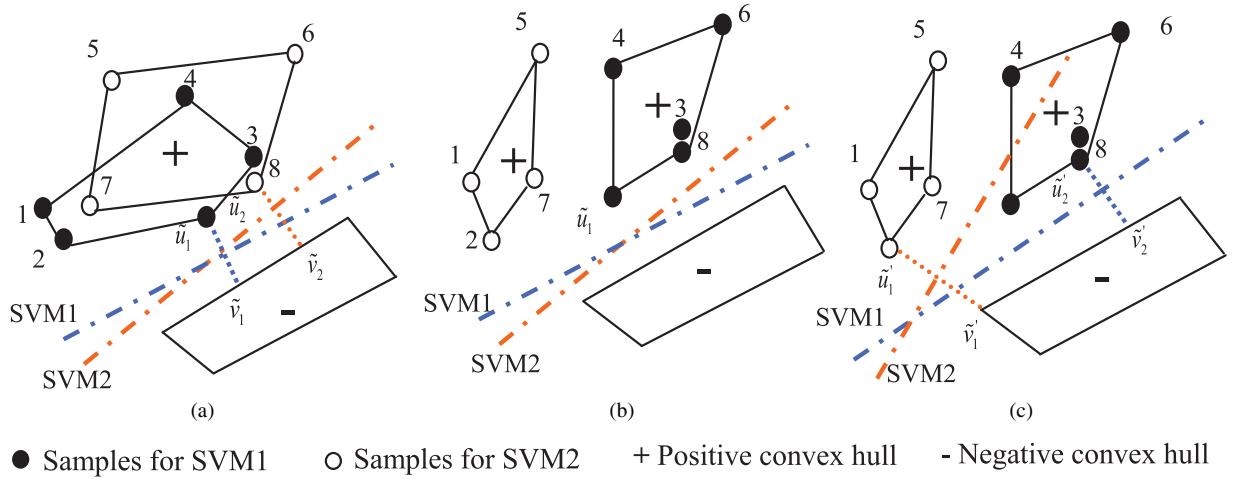 5 6 4 + 3 8 7 1 2 ũ₂ ũ₁ ṽ₂ ṽ₁ -
SVM1
SVM2
(a)
5 6 4 + 3 8 1 + 7 2 ũ₁ -
SVM1
SVM2
(b)
5 6 4 + 3 8 1 + 7 ũ'₂ ũ'₁ ṽ'₂ ṽ'₁ -
SVM1
SVM2
(c)
● Samples for SVM1 ○ Samples for SVM2 + Positive convex hull - Negative convex hull